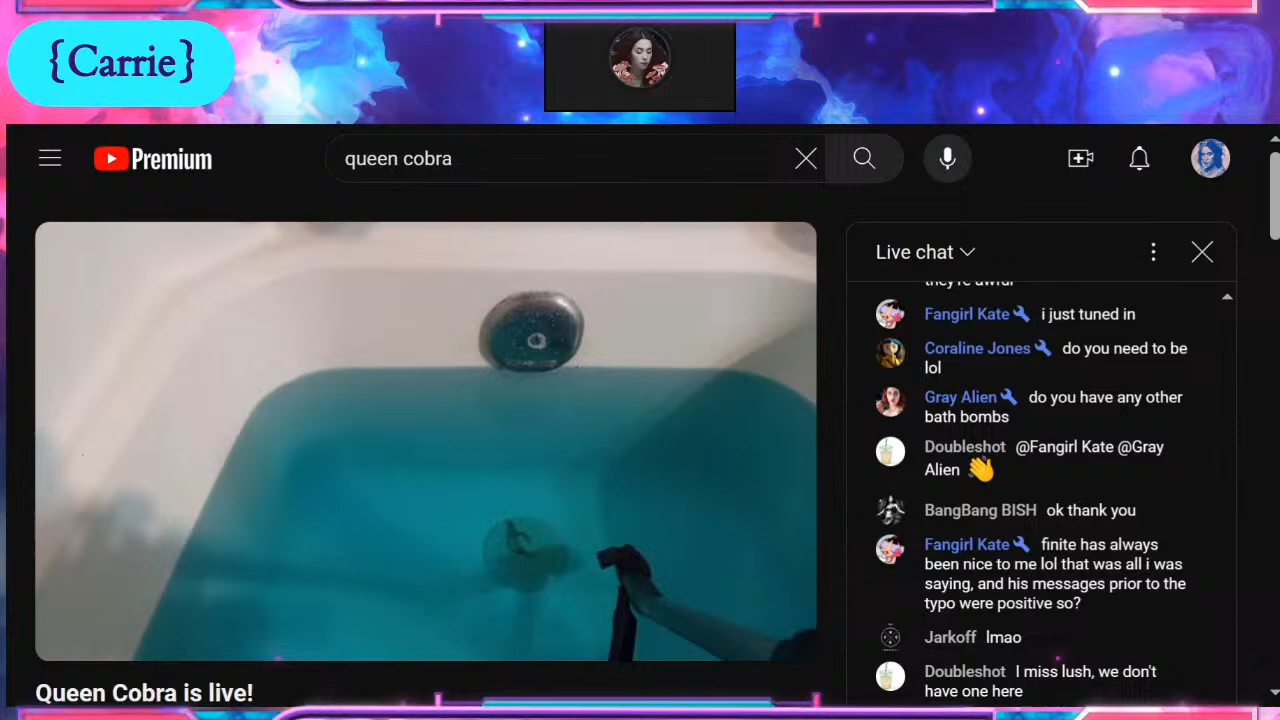 {Carrie}
Premium
queen cobra
Live chat
they're awful
Fangirl Kate i just tuned in
Coraline Jones do you need to be
lol
Gray Alien do you have any other
bath bombs
Doubleshot @Fangirl Kate @Gray
Alien 👋
BangBang BISH ok thank you
Fangirl Kate finite has always
been nice to me lol that was all i was
saying, and his messages prior to the
typo were positive so?
Jarkoff lmao
Doubleshot I miss lush, we don't
have one here
Queen Cobra is live!